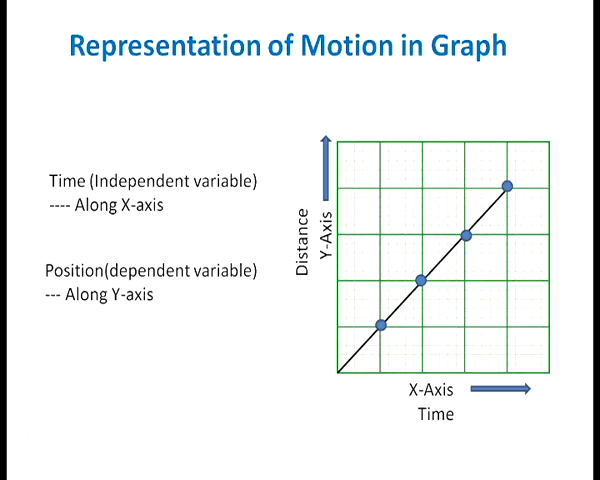 Representation of Motion in Graph
Time (Independent variable)
---- Along X-axis
Position(dependent variable)
--- Along Y-axis
Distance
Y-Axis
X-Axis
Time